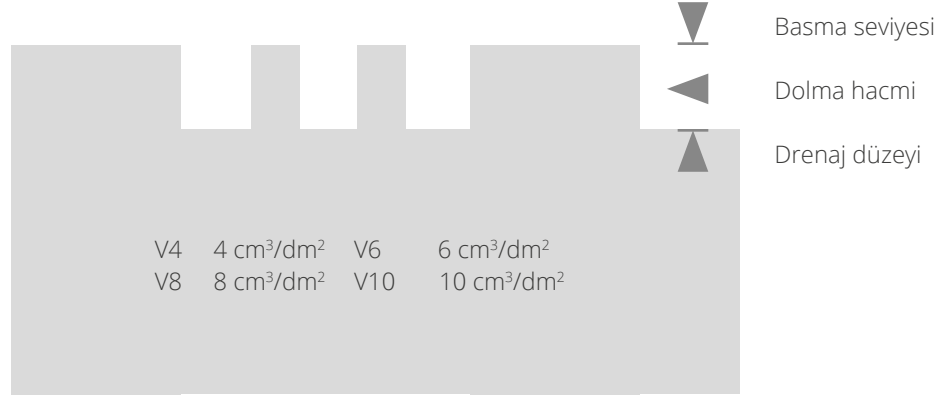 Basma seviyesi
Dolma hacmi
Drenaj düzeyi
V4 4 cm³/dm² V6 6 cm³/dm²
V8 8 cm³/dm² V10 10 cm³/dm²